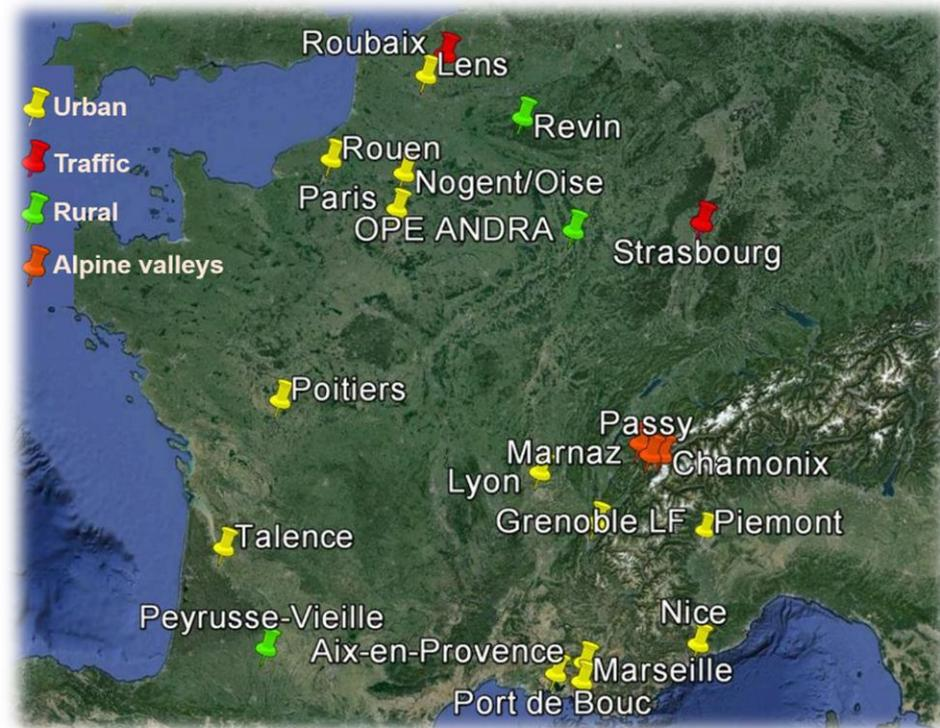 Roubaix
Lens
Urban
Revin
Rouen
Traffic
Nogent/Oise
Paris
Rural
OPE ANDRA
Strasbourg
Alpine valleys
Poitiers
Passy
Marnaz
Chamonix
Lyon
Grenoble LF
Piemont
Talence
Peyrusse-Vieille
Nice
Aix-en-Provence
Marseille
Port de Bouc